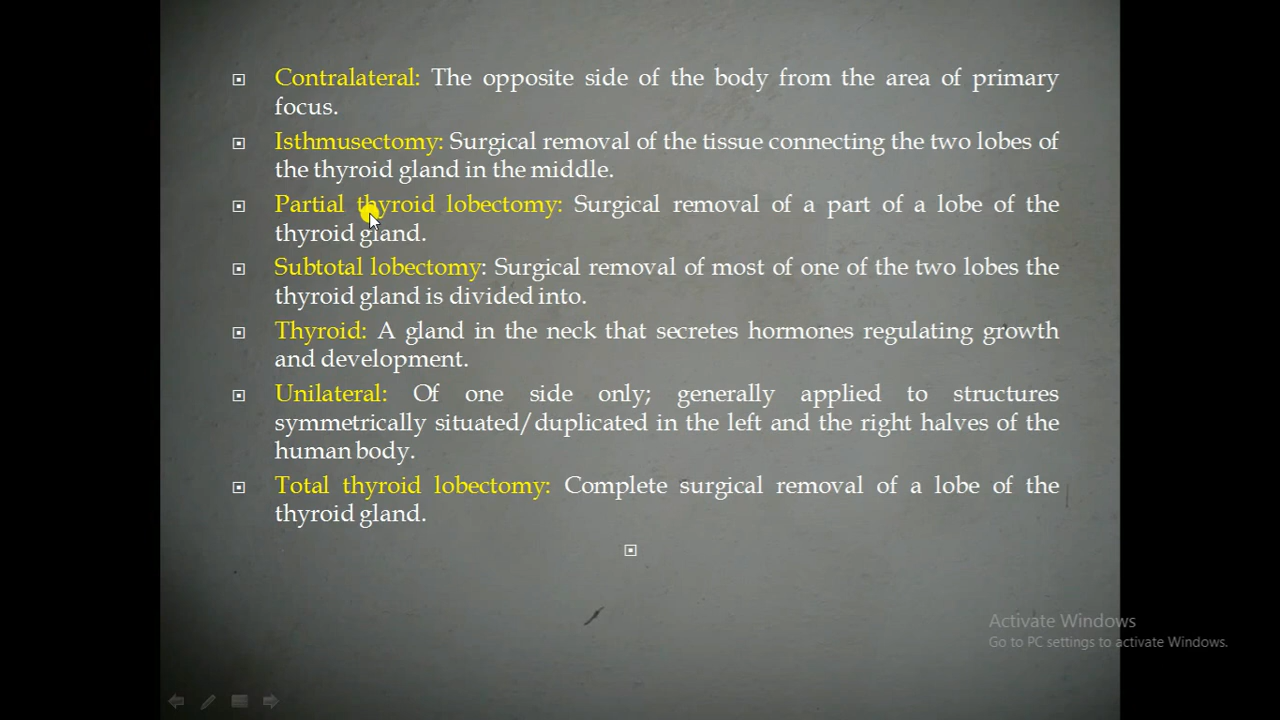 Contralateral: The opposite side of the body from the area of primary
focus.
Isthmusectomy: Surgical removal of the tissue connecting the two lobes of
the thyroid gland in the middle.
Partial thyroid lobectomy: Surgical removal of a part of a lobe of the
thyroid gland.
Subtotal lobectomy: Surgical removal of most of one of the two lobes the
thyroid gland is divided into.
Thyroid: A gland in the neck that secretes hormones regulating growth
and development.
Unilateral: Of one side only; generally applied to structures
symmetrically situated/duplicated in the left and the right halves of the
human body.
Total thyroid lobectomy: Complete surgical removal of a lobe of the
thyroid gland.
Activate Windows
Go to PC settings to activate Windows.